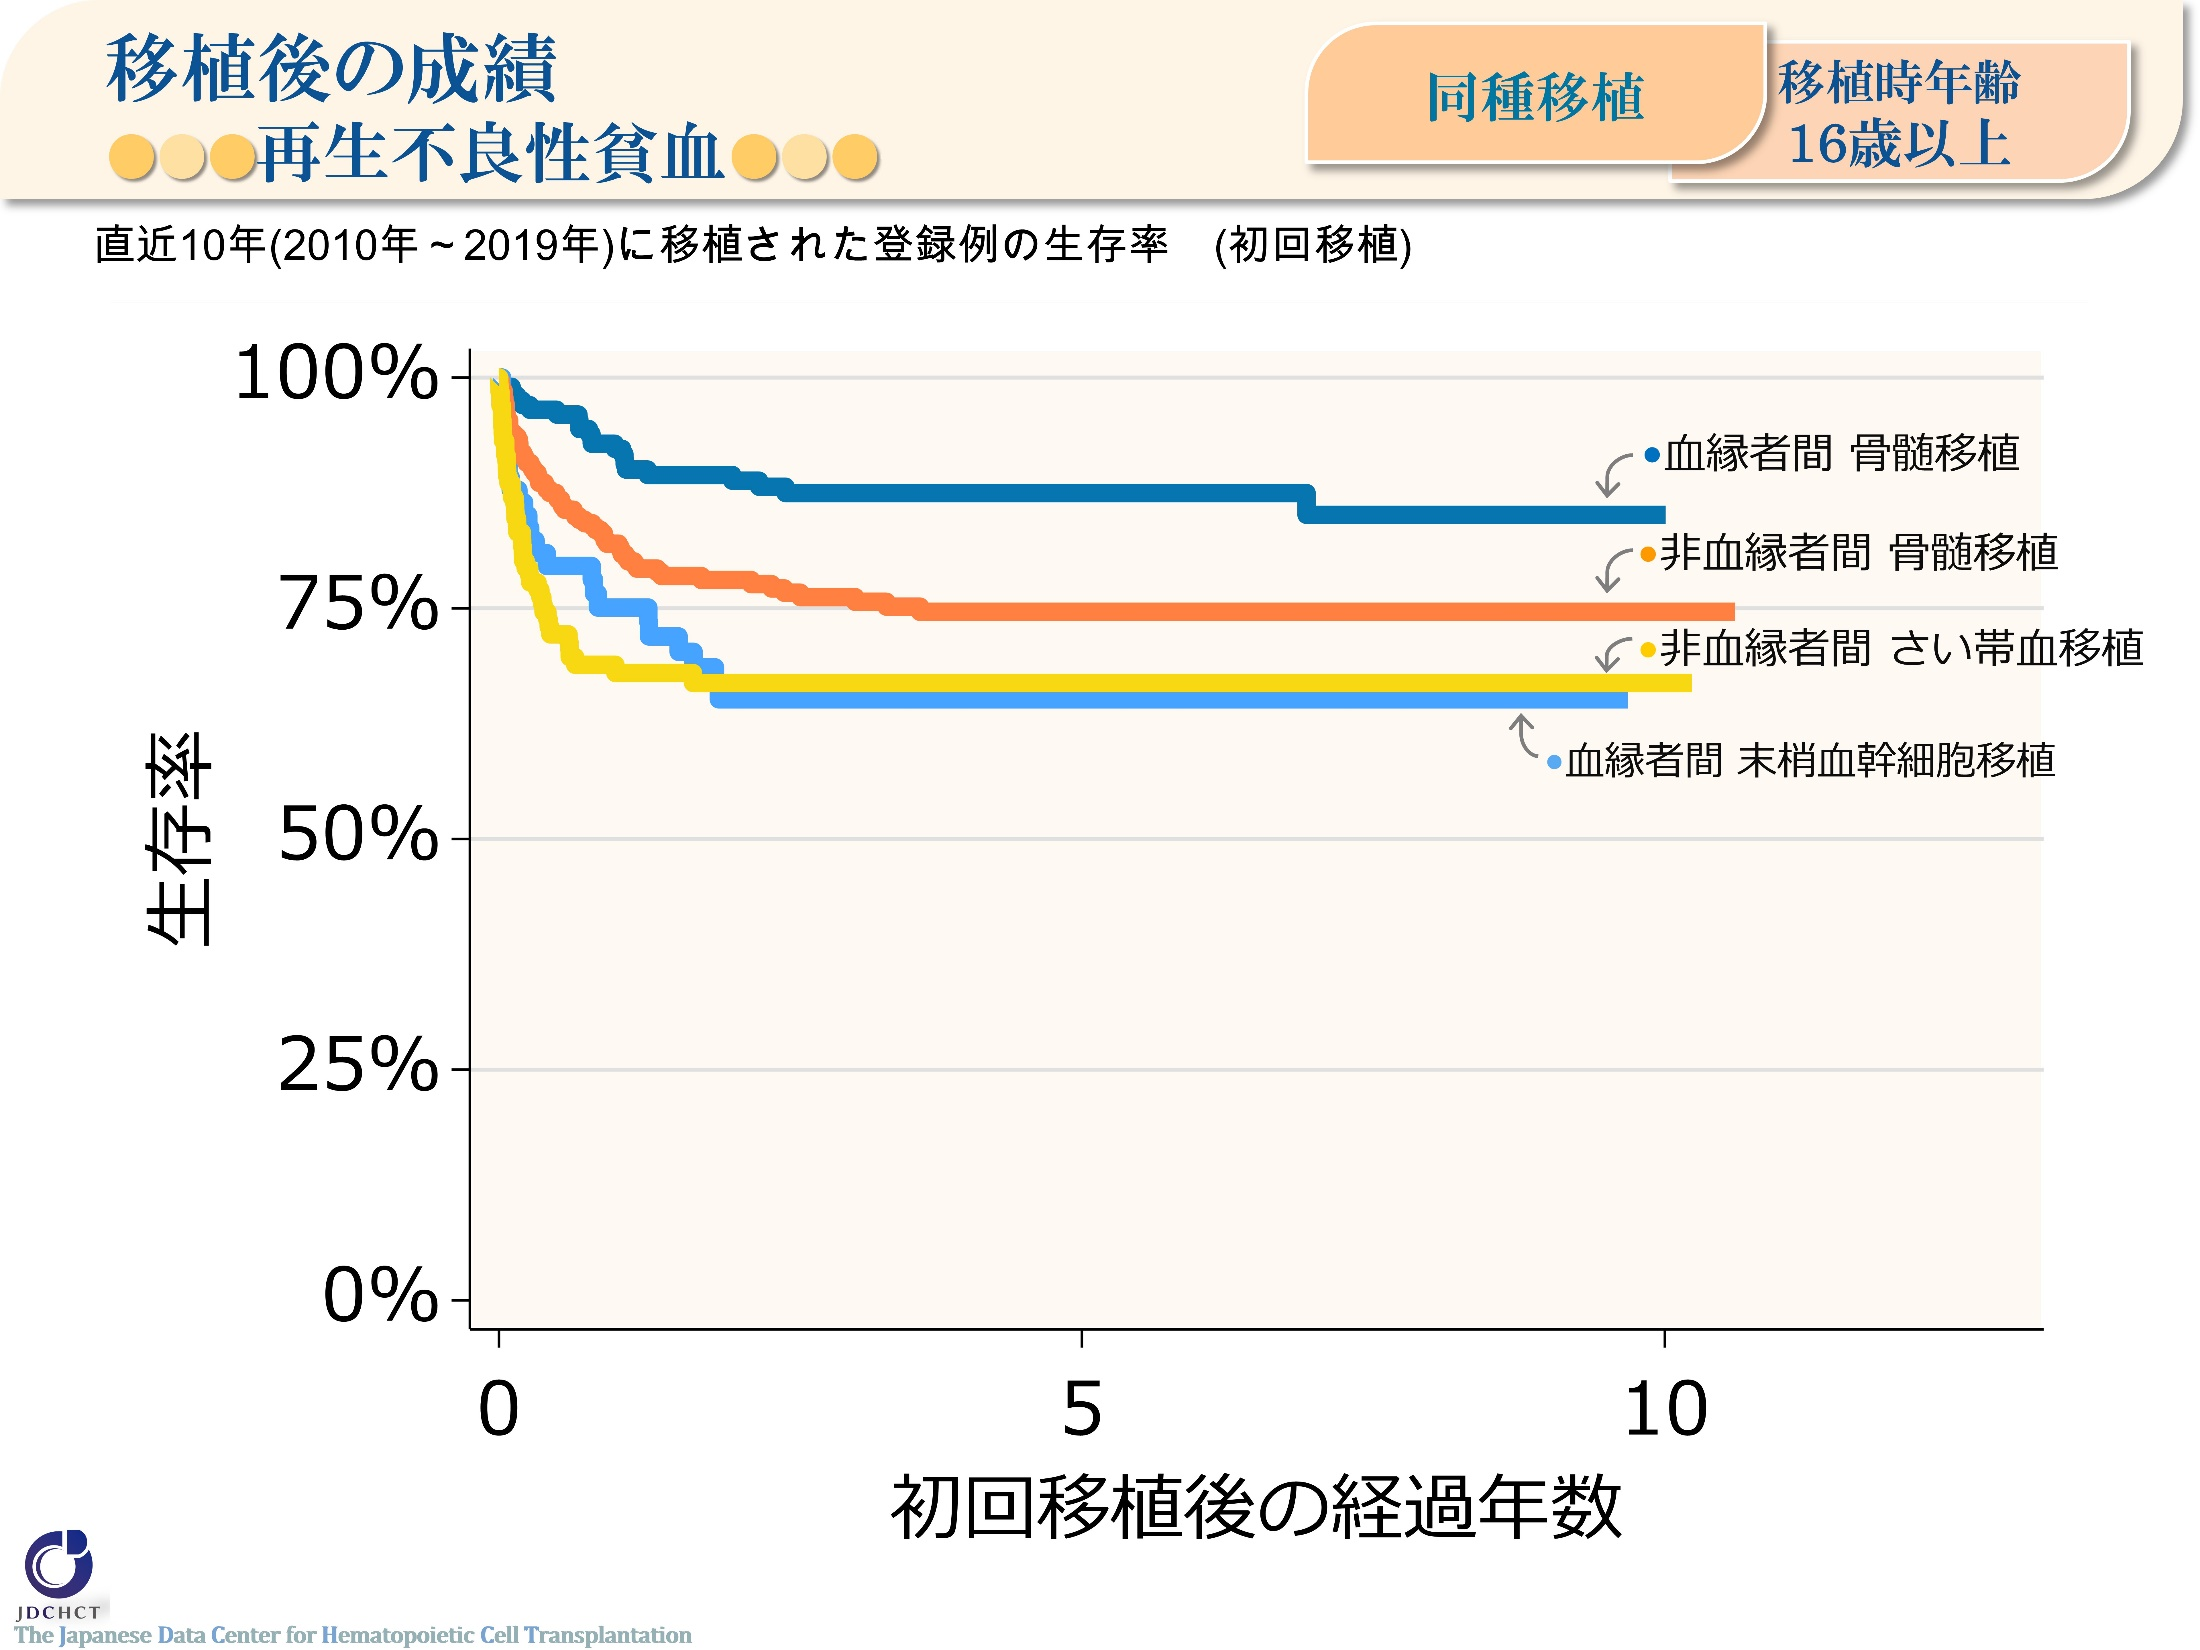 移植後の成績
再生不良性貧血
同種移植
移植時年齢
16歳以上
直近10年(2010年～2019年)に移植された登録例の生存率　(初回移植)
100%
75%
50%
25%
0%
生存率
血縁者間 骨髄移植
非血縁者間 骨髄移植
非血縁者間 さい帯血移植
血縁者間 末梢血幹細胞移植
0 5 10
初回移植後の経過年数
JDCHCT
The Japanese Data Center for Hematopoietic Cell Transplantation